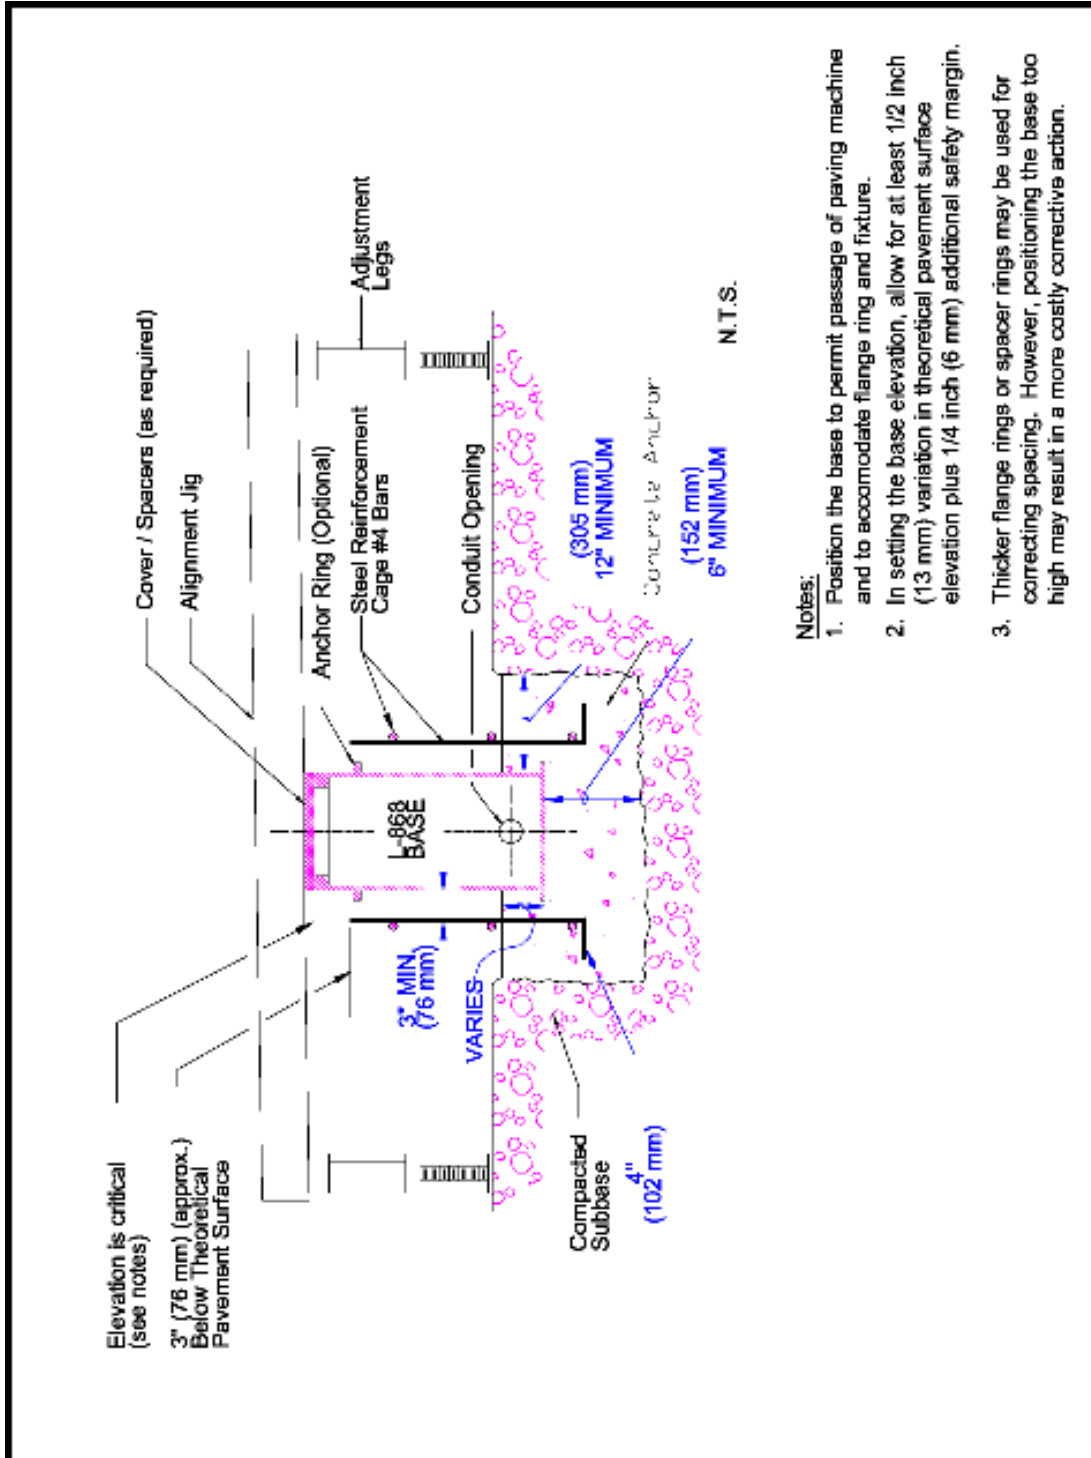 Cover / Spacers (as required)
Alignment Jig
Anchor Ring (Optional)
Adjustment
Legs
Steel Reinforcement
Cage #4 Bars
Conduit Opening
Elevation is critical
(see notes)
3" (76 mm) (approx.)
Below Theoretical
Pavement Surface
L-868
BASE
3" MIN
(76 mm)
VARIES
(305 mm)
12" MINIMUM
Concrete Anchor
(152 mm)
6" MINIMUM
Compacted
Subbase
4"
(102 mm)
N.T.S.
Notes:
1. Position the base to permit passage of paving machine
and to accomodate flange ring and fixture.
2. In setting the base elevation, allow for at least 1/2 inch
(13 mm) variation in theoretical pavement surface
elevation plus 1/4 inch (6 mm) additional safety margin.
3. Thicker flange rings or spacer rings may be used for
correcting spacing. However, positioning the base too
high may result in a more costly corrective action.